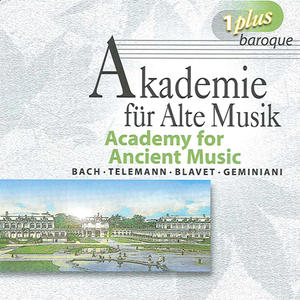 1plus
baroque
Akademie
für Alte Musik
Academy for
Ancient Music
BACH · TELEMANN · BLAVET · GEMINIANI